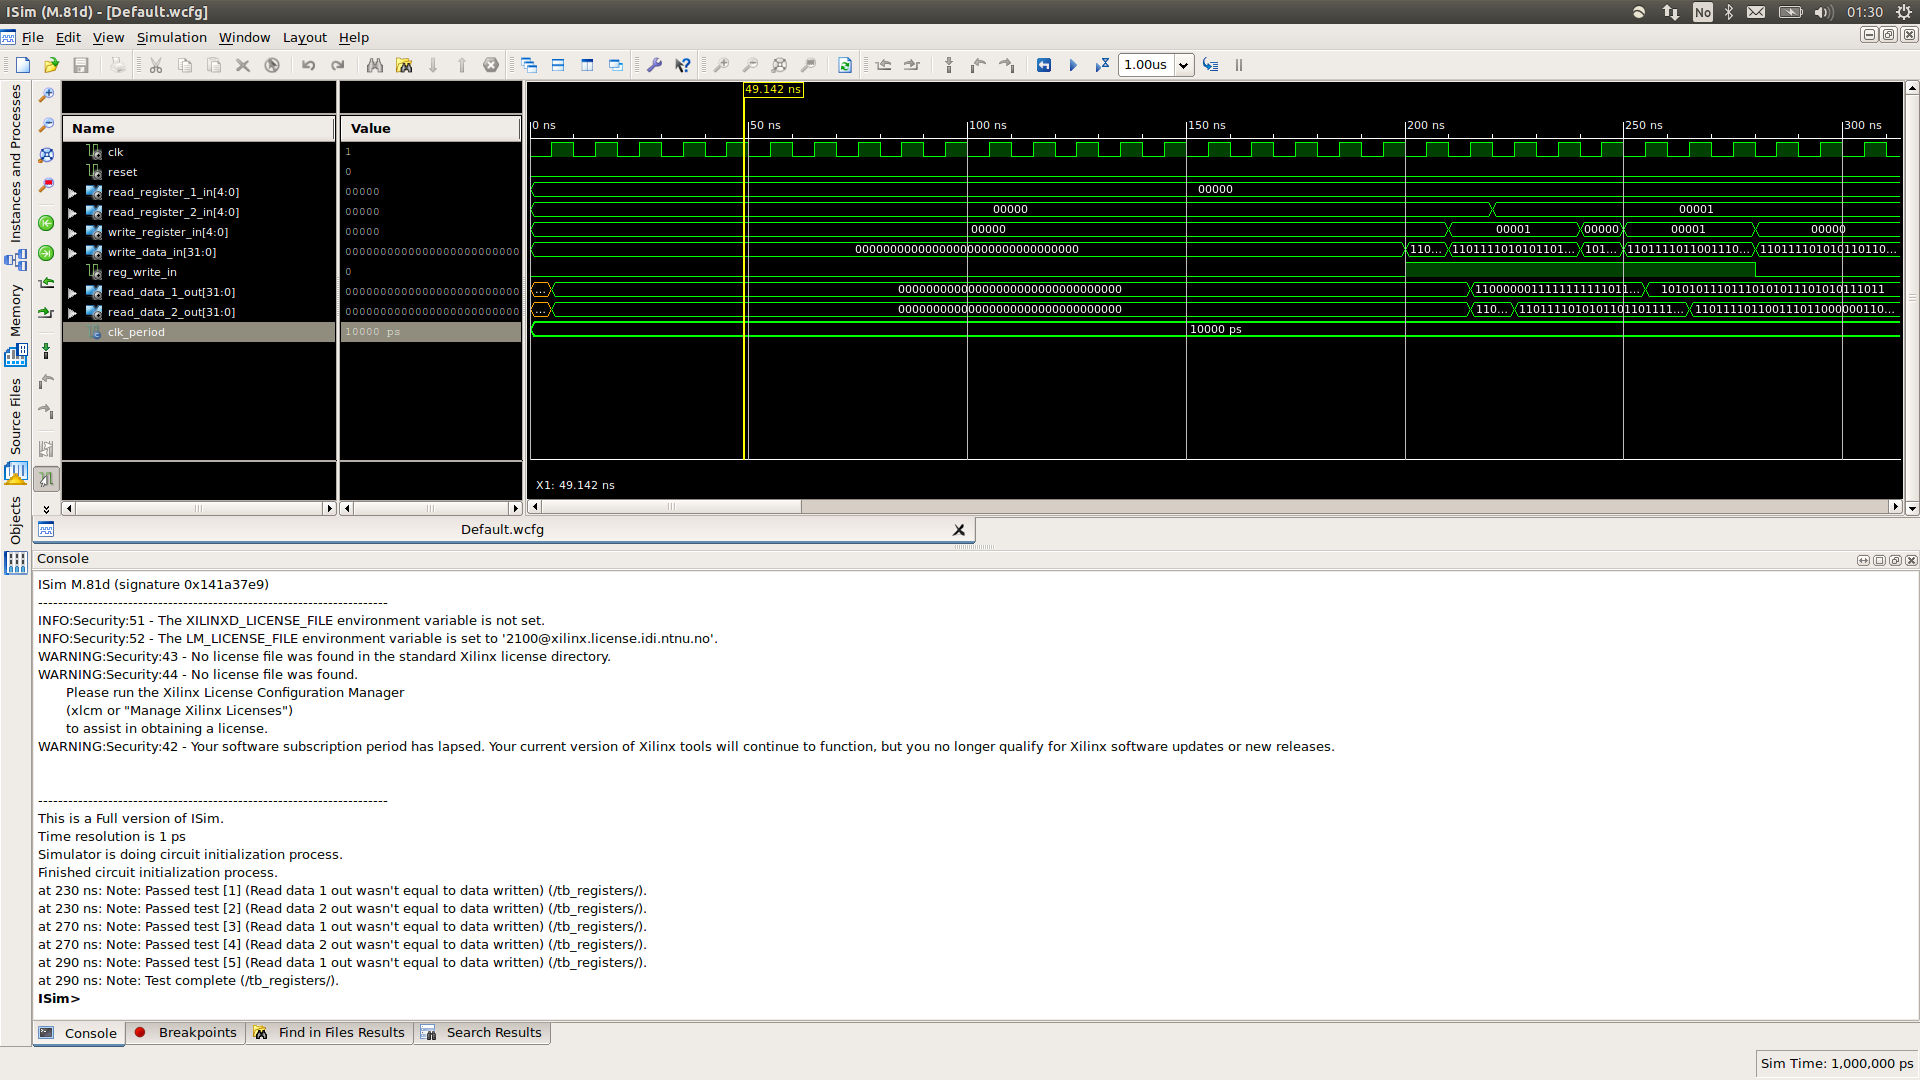 ISim (M.81d) - [Default.wcfg]
No
01:30
File Edit View Simulation Window Layout Help
1.00us
Instances and Processes
Memory
Source Files
Objects
Name
Value
clk 1
reset 0
read_register_1_in[4:0] 00000
read_register_2_in[4:0] 00000
write_register_in[4:0] 00000
write_data_in[31:0]
reg_write_in 0
read_data_1_out[31:0]
read_data_2_out[31:0]
clk_period 10000 ps
49.142 ns
0 ns 50 ns 100 ns 150 ns 200 ns 250 ns 300 ns
00000
00000 00001
00000 00001 00000 00001 00000
00000000000000000000000000000000 110... 1101111010101101... 101... 1101111011001110... 110111101010110110...
... 00000000000000000000000000000000 1100000011111111111011... 10101011101110101011101010111011
... 00000000000000000000000000000000 110... 11011110101011011011111... 11011110110011101100000110...
10000 ps
X1: 49.142 ns
Default.wcfg
Console
ISim M.81d (signature 0x141a37e9)
----------------------------------------------------------------------
INFO:Security:51 - The XILINXD_LICENSE_FILE environment variable is not set.
INFO:Security:52 - The LM_LICENSE_FILE environment variable is set to '2100@xilinx.license.idi.ntnu.no'.
WARNING:Security:43 - No license file was found in the standard Xilinx license directory.
WARNING:Security:44 - No license file was found.
Please run the Xilinx License Configuration Manager
(xlcm or "Manage Xilinx Licenses")
to assist in obtaining a license.
WARNING:Security:42 - Your software subscription period has lapsed. Your current version of Xilinx tools will continue to function, but you no longer qualify for Xilinx software updates or new releases.
----------------------------------------------------------------------
This is a Full version of ISim.
Time resolution is 1 ps
Simulator is doing circuit initialization process.
Finished circuit initialization process.
at 230 ns: Note: Passed test [1] (Read data 1 out wasn't equal to data written) (/tb_registers/).
at 230 ns: Note: Passed test [2] (Read data 2 out wasn't equal to data written) (/tb_registers/).
at 270 ns: Note: Passed test [3] (Read data 1 out wasn't equal to data written) (/tb_registers/).
at 270 ns: Note: Passed test [4] (Read data 2 out wasn't equal to data written) (/tb_registers/).
at 290 ns: Note: Passed test [5] (Read data 1 out wasn't equal to data written) (/tb_registers/).
at 290 ns: Note: Test complete (/tb_registers/).
ISim>
Console Breakpoints Find in Files Results Search Results
Sim Time: 1,000,000 ps